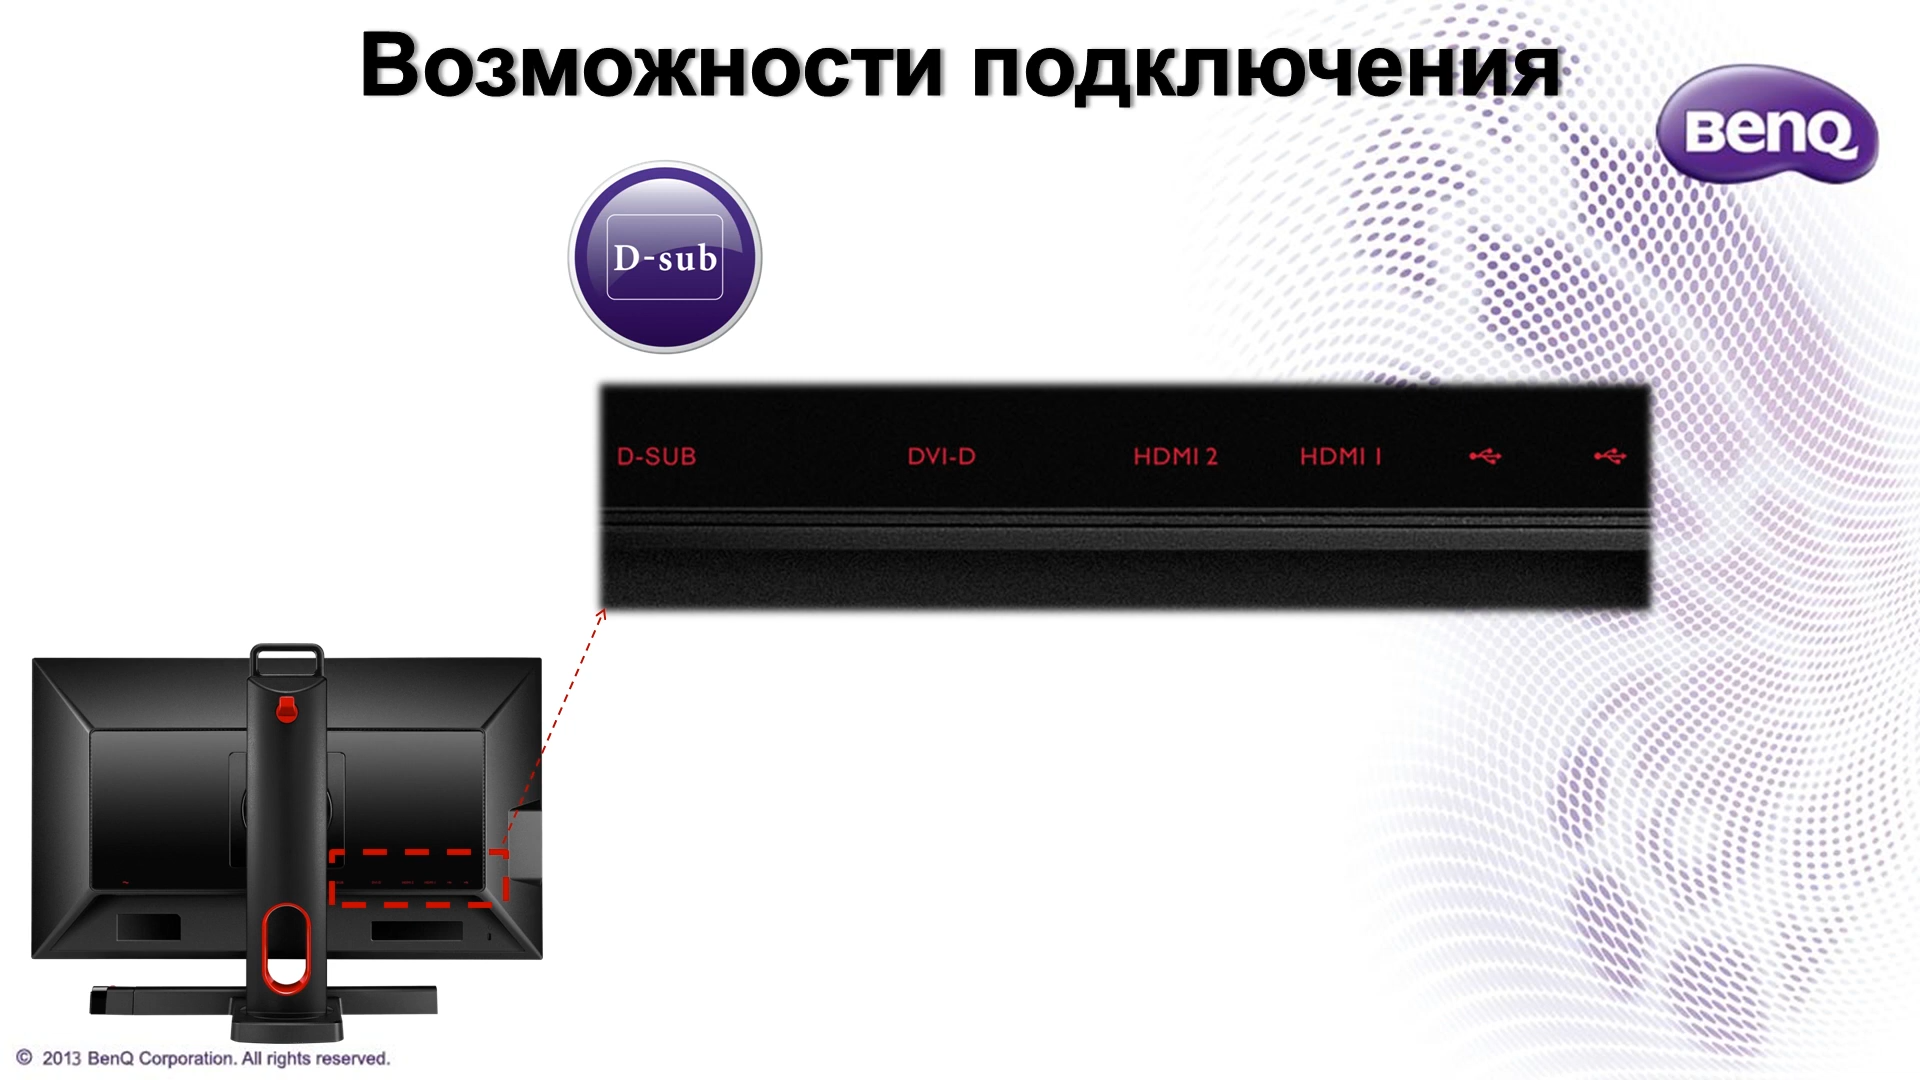 Возможности подключения
BenQ
D-sub
D-SUB DVI-D HDMI 2 HDMI 1
© 2013 BenQ Corporation. All rights reserved.